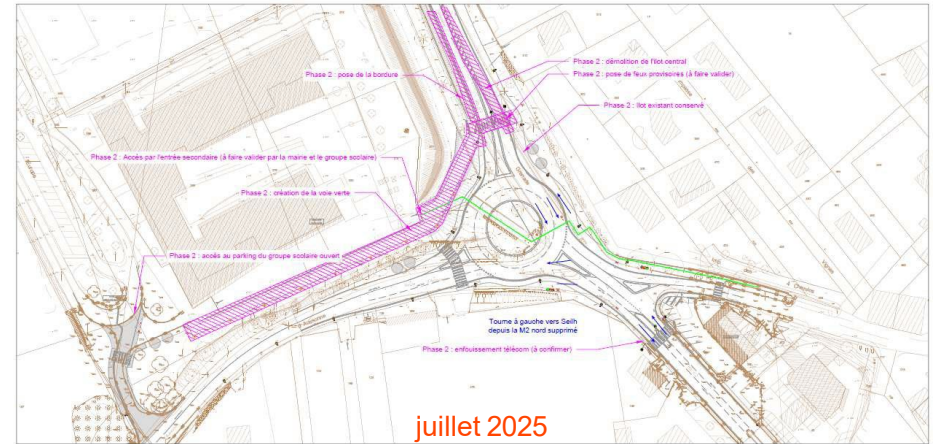 Phase 2 : démolition de l'îlot central
Phase 2 : pose de la bordure
Phase 2 : pose de feux provisoires (à faire valider)
Phase 2 : îlot existant conservé
Phase 2 : Accès par l'entrée secondaire (à faire valider par la mairie et le groupe scolaire)
Phase 2 : création de la voie verte
Phase 2 : accès au parking du groupe scolaire ouvert
Tourne à gauche vers Seilh
depuis la M2 nord supprimé
Phase 2 : enfouissement télécom (à confirmer)
juillet 2025